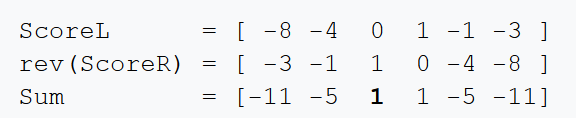 ScoreL       = [ -8 -4  0  1 -1 -3 ]
rev(ScoreR) = [ -3 -1  1  0 -4 -8 ]
Sum          = [-11 -5  1  1 -5 -11]